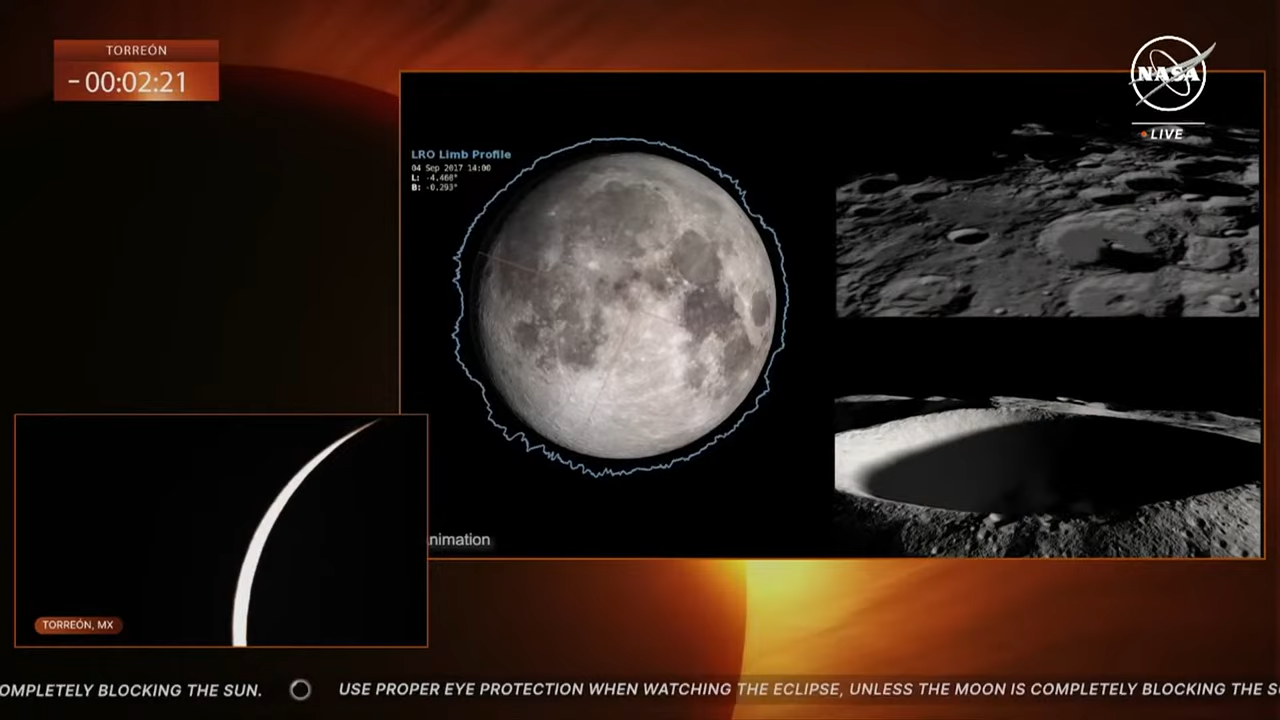 TORREÓN
-00:02:21
NASA
LIVE
LRO Limb Profile
04 Sep 2017 14:00
L: -4.460°
B: -0.293°
nimation
TORREÓN, MX
OMPLETELY BLOCKING THE SUN. USE PROPER EYE PROTECTION WHEN WATCHING THE ECLIPSE, UNLESS THE MOON IS COMPLETELY BLOCKING THE S